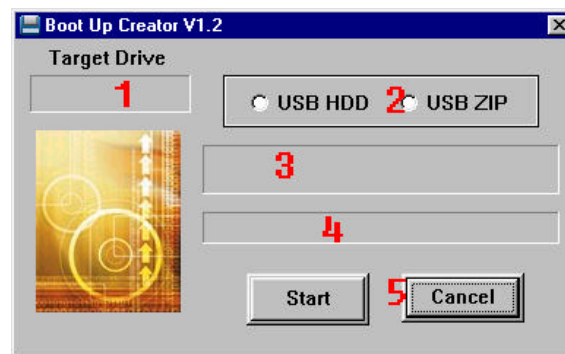 Boot Up Creator V1.2
Target Drive
1
USB HDD 2 USB ZIP
3
4
Start 5 Cancel